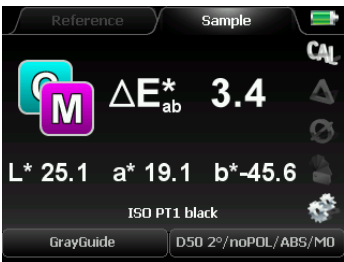 Reference Sample
CAL
C M ΔE*ab 3.4
L* 25.1 a* 19.1 b*-45.6
ISO PT1 black
GrayGuide D50 2°/noPOL/ABS/M0